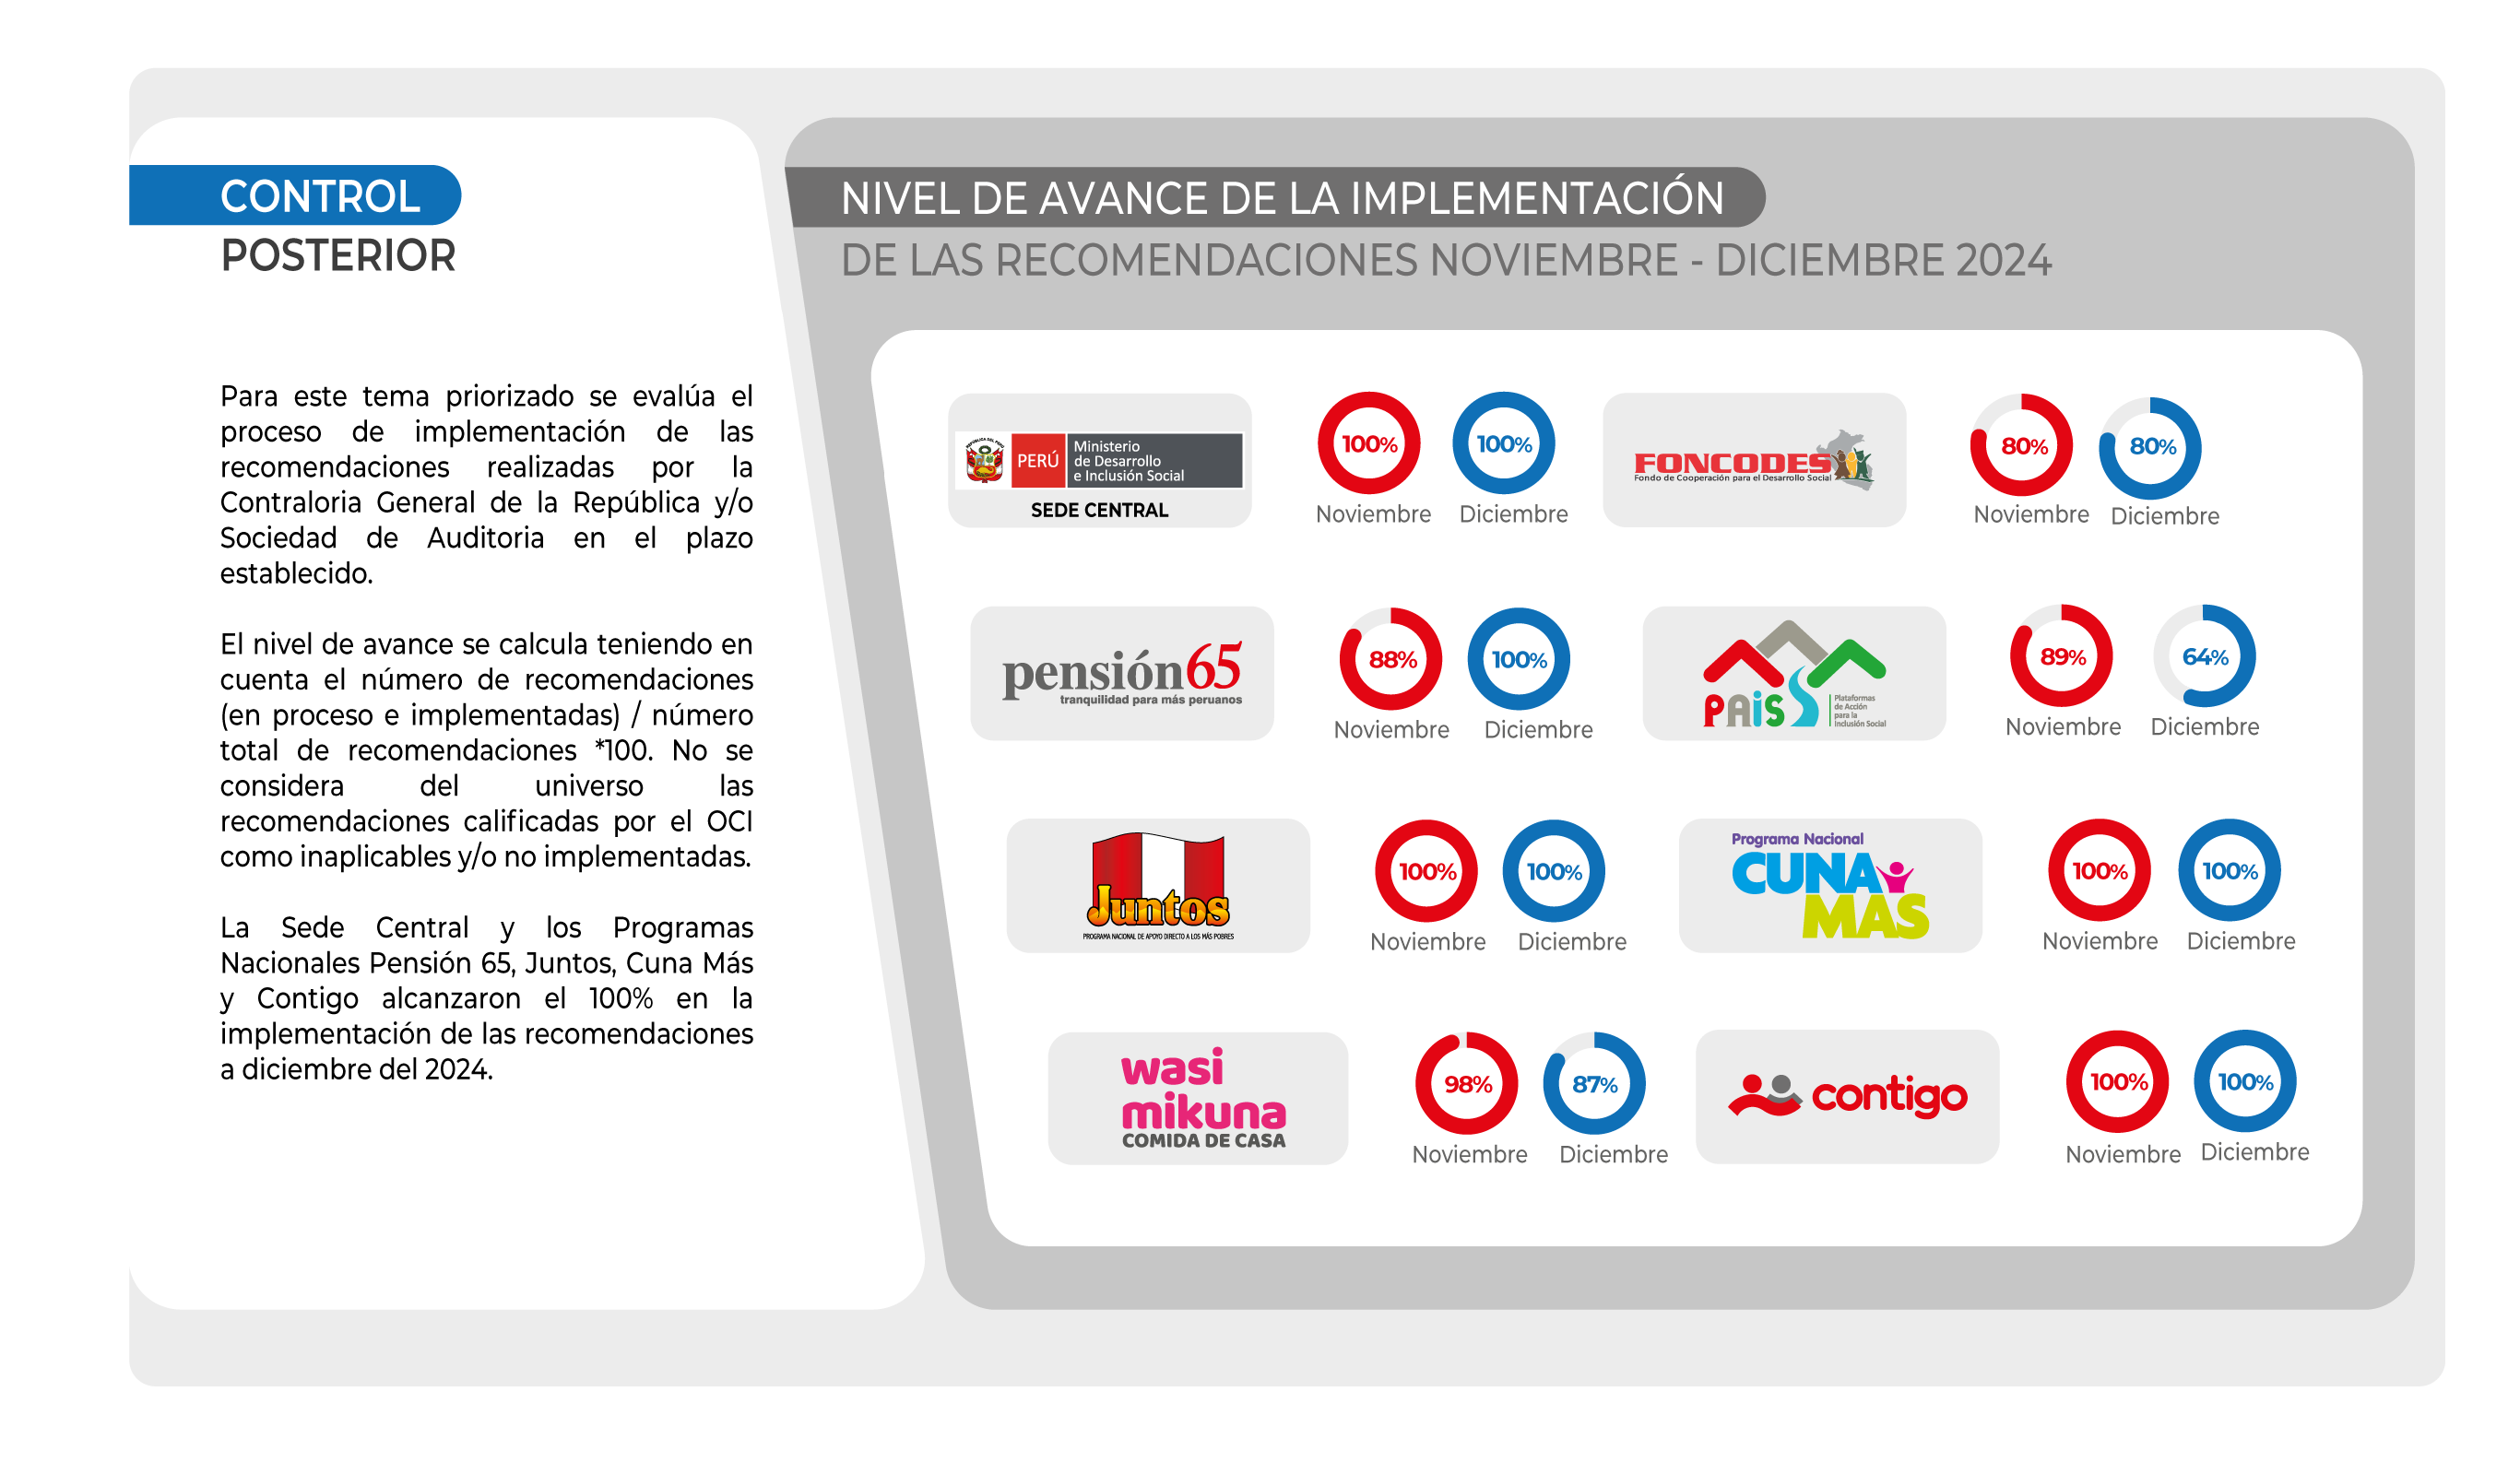 CONTROL
POSTERIOR
Para este tema priorizado se evalúa el
proceso de implementación de las
recomendaciones realizadas por la
Contraloria General de la República y/o
Sociedad de Auditoria en el plazo
establecido.
El nivel de avance se calcula teniendo en
cuenta el número de recomendaciones
(en proceso e implementadas) / número
total de recomendaciones *100. No se
considera del universo las
recomendaciones calificadas por el OCI
como inaplicables y/o no implementadas.
La Sede Central y los Programas
Nacionales Pensión 65, Juntos, Cuna Más
y Contigo alcanzaron el 100% en la
implementación de las recomendaciones
a diciembre del 2024.
NIVEL DE AVANCE DE LA IMPLEMENTACIÓN
DE LAS RECOMENDACIONES NOVIEMBRE - DICIEMBRE 2024
REPÚBLICA DEL PERÚ
PERÚ
Ministerio
de Desarrollo
e Inclusión Social
SEDE CENTRAL
100% 100%
Noviembre Diciembre
FONCODES
Fondo de Cooperación para el Desarrollo Social
80% 80%
Noviembre Diciembre
pensión65
tranquilidad para más peruanos
88% 100%
Noviembre Diciembre
PAiS
Plataformas
de Acción
para la
Inclusión Social
89% 64%
Noviembre Diciembre
Juntos
PROGRAMA NACIONAL DE APOYO DIRECTO A LOS MÁS POBRES
100% 100%
Noviembre Diciembre
Programa Nacional
CUNA
MAS
100% 100%
Noviembre Diciembre
wasi
mikuna
COMIDA DE CASA
98% 87%
Noviembre Diciembre
contigo
100% 100%
Noviembre Diciembre